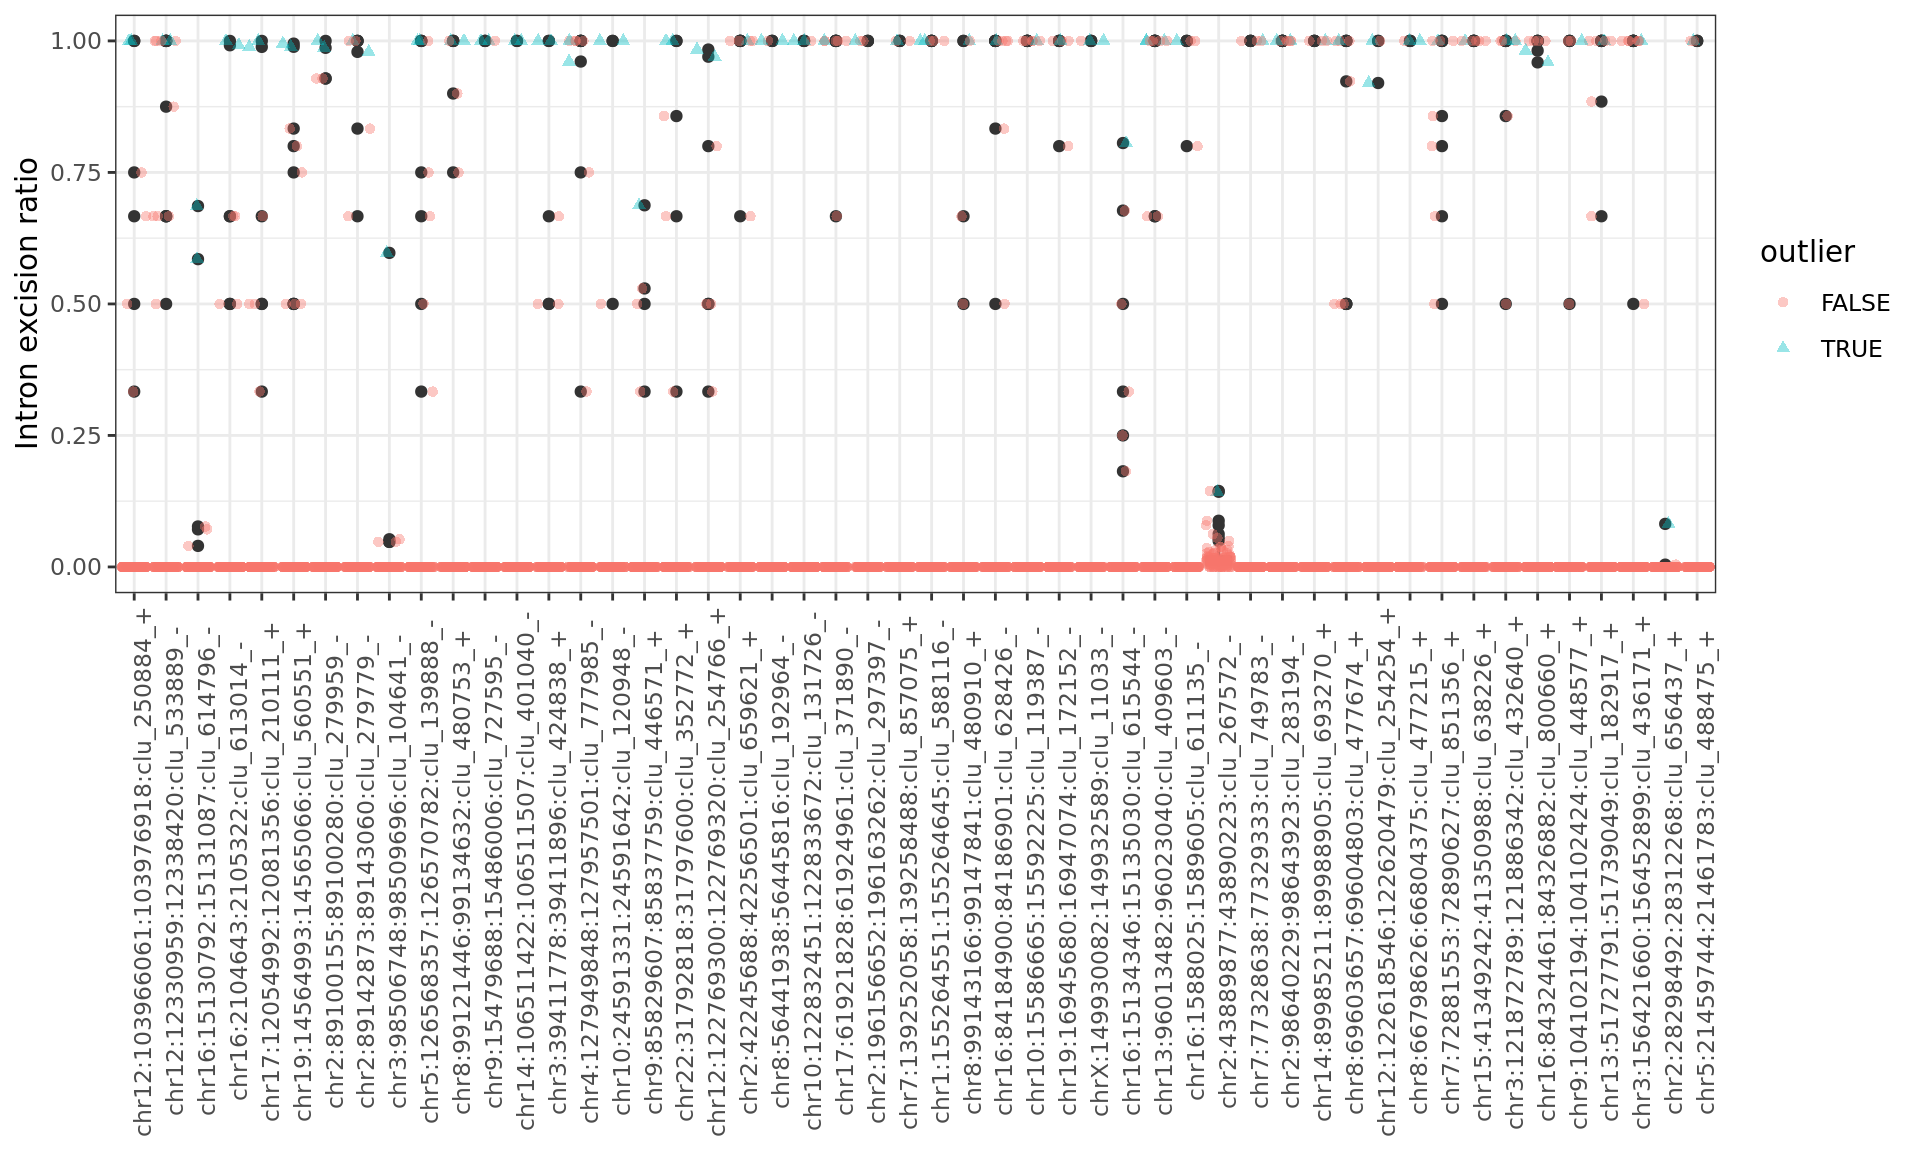 1.00
0.75
0.50
0.25
0.00
Intron excision ratio
outlier
FALSE
TRUE
chr12:103966061:103976918:clu_250884_+
chr12:12330959:12338420:clu_533889_-
chr16:15130792:15131087:clu_614796_-
chr16:2104643:2105322:clu_613014_-
chr17:12054992:12081356:clu_210111_+
chr19:14564993:14565066:clu_560551_+
chr2:89100155:89100280:clu_279959_-
chr2:89142873:89143060:clu_279779_-
chr3:98506748:98509696:clu_104641_-
chr5:126568357:126570782:clu_139888_-
chr8:99121446:99134632:clu_480753_+
chr9:15479688:15486006:clu_727595_-
chr14:106511422:106511507:clu_401040_-
chr3:39411778:39411896:clu_424838_+
chr4:127949848:127957501:clu_777985_-
chr10:24591331:24591642:clu_120948_-
chr9:85829607:85837759:clu_446571_+
chr22:31792818:31797600:clu_352772_+
chr12:122769300:122769320:clu_254766_+
chr2:42245688:42256501:clu_659621_+
chr8:56441938:56445816:clu_192964_-
chr10:122832451:122833672:clu_131726_-
chr17:61921828:61924961:clu_371890_-
chr2:196156652:196163262:clu_297397_-
chr7:139252058:139258488:clu_857075_+
chr1:155264551:155264645:clu_588116_-
chr8:99143166:99147841:clu_480910_+
chr16:84184900:84186901:clu_628426_-
chr10:15586665:15592225:clu_119387_-
chr19:16945680:16947074:clu_172152_-
chrX:149930082:149932589:clu_11033_-
chr16:15134346:15135030:clu_615544_-
chr13:96013482:96023040:clu_409603_-
chr16:1588025:1589605:clu_611135_-
chr2:43889877:43890223:clu_267572_-
chr7:77328638:77329333:clu_749783_-
chr2:98640229:98643923:clu_283194_-
chr14:89985211:89988905:clu_693270_+
chr8:69603657:69604803:clu_477674_+
chr12:122618546:122620479:clu_254254_+
chr8:66798626:66804375:clu_477215_+
chr7:72881553:72890627:clu_851356_+
chr15:41349242:41350988:clu_638226_+
chr3:121872789:121886342:clu_432640_+
chr16:84324461:84326882:clu_800660_+
chr9:104102194:104102424:clu_448577_+
chr13:51727791:51739049:clu_182917_+
chr3:156421660:156452899:clu_436171_+
chr2:28298492:28312268:clu_656437_+
chr5:21459744:21461783:clu_488475_+